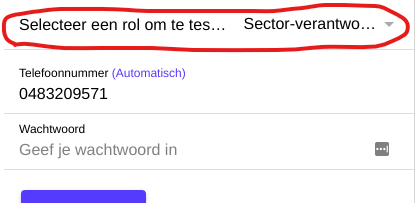 Selecteer een rol om te tes... Sector-verantwo...
Telefoonnummer (Automatisch)
0483209571
Wachtwoord
Geef je wachtwoord in